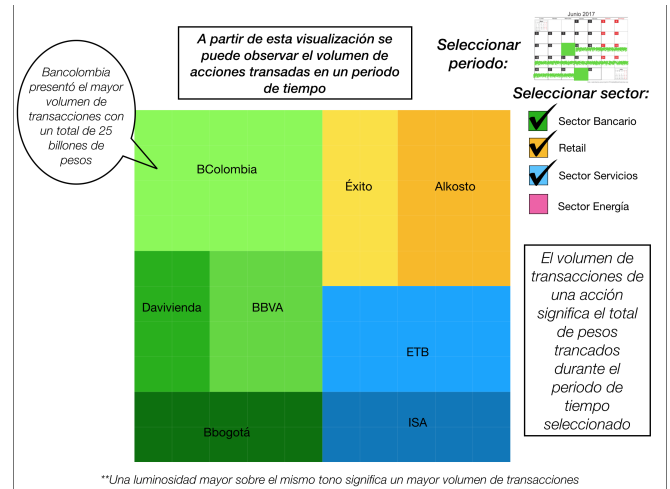 Junio 2017
A partir de esta visualización se
puede observar el volumen de
acciones transadas en un periodo
de tiempo
Seleccionar
periodo:
Bancolombia
presentó el mayor
volumen de
transacciones con
un total de 25
billones de
pesos
Seleccionar sector:
Sector Bancario
Retail
Sector Servicios
Sector Energía
BColombia
Éxito
Alkosto
Davivienda
BBVA
ETB
Bbogotá
ISA
El volumen de
transacciones de
una acción
significa el total
de pesos
trancados
durante el
periodo de
tiempo
seleccionado
**Una luminosidad mayor sobre el mismo tono significa un mayor volumen de transacciones